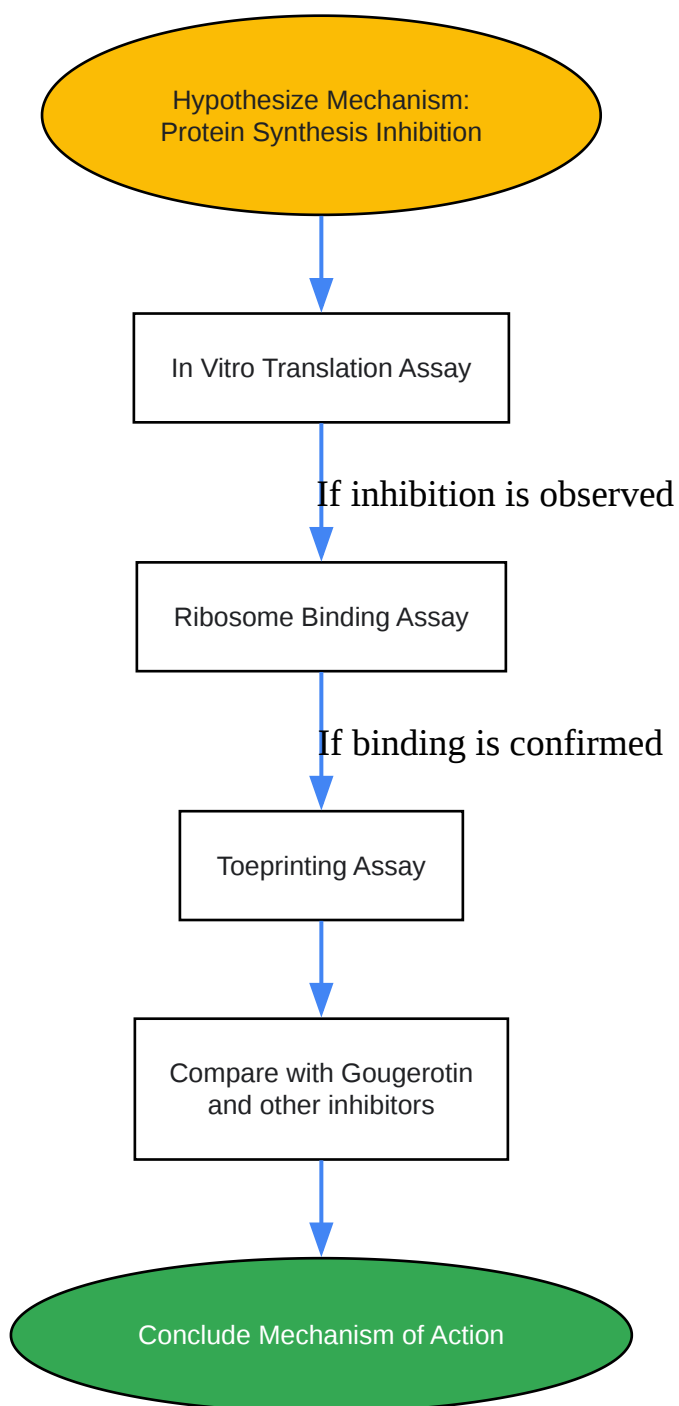 Hypothesize Mechanism:
Protein Synthesis Inhibition
In Vitro Translation Assay
If inhibition is observed
Ribosome Binding Assay
If binding is confirmed
Toeprinting Assay
Compare with Gougerotin
and other inhibitors
Conclude Mechanism of Action